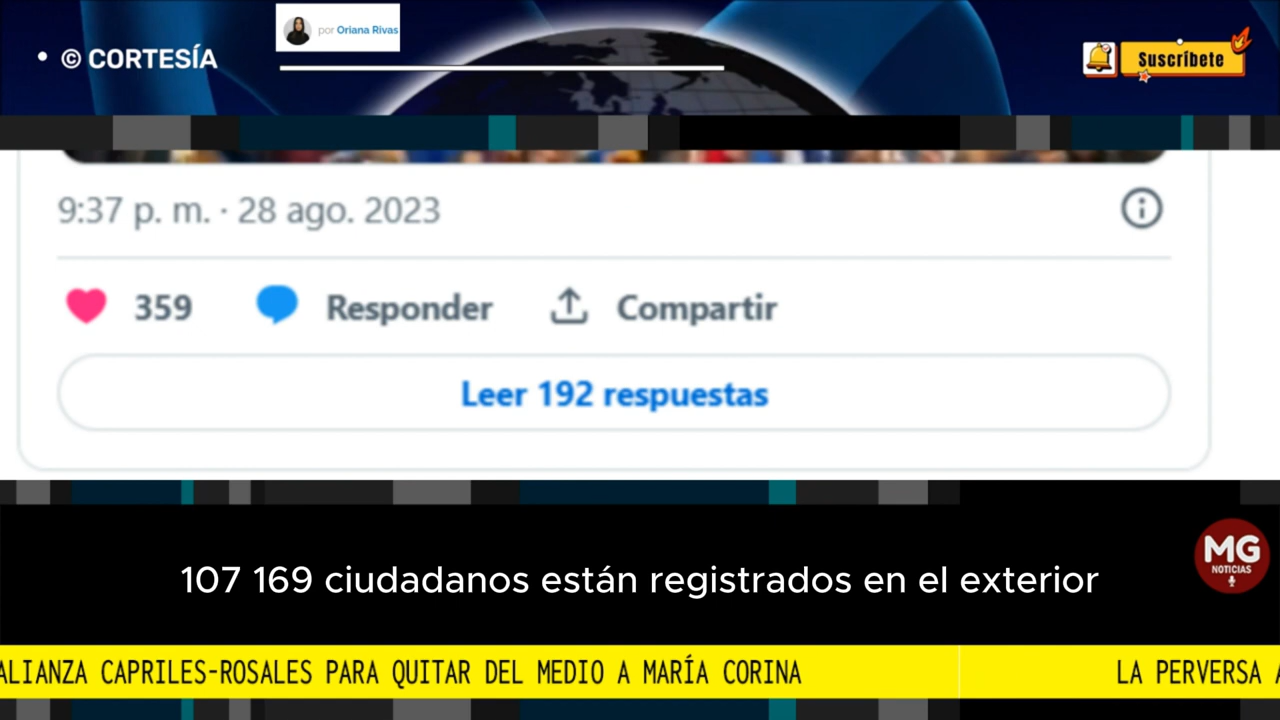 por Oriana Rivas
• © CORTESÍA
Suscríbete
9:37 p. m. · 28 ago. 2023
359 Responder Compartir
Leer 192 respuestas
MG
NOTICIAS
107 169 ciudadanos están registrados en el exterior
ALIANZA CAPRILES-ROSALES PARA QUITAR DEL MEDIO A MARÍA CORINA LA PERVERSA